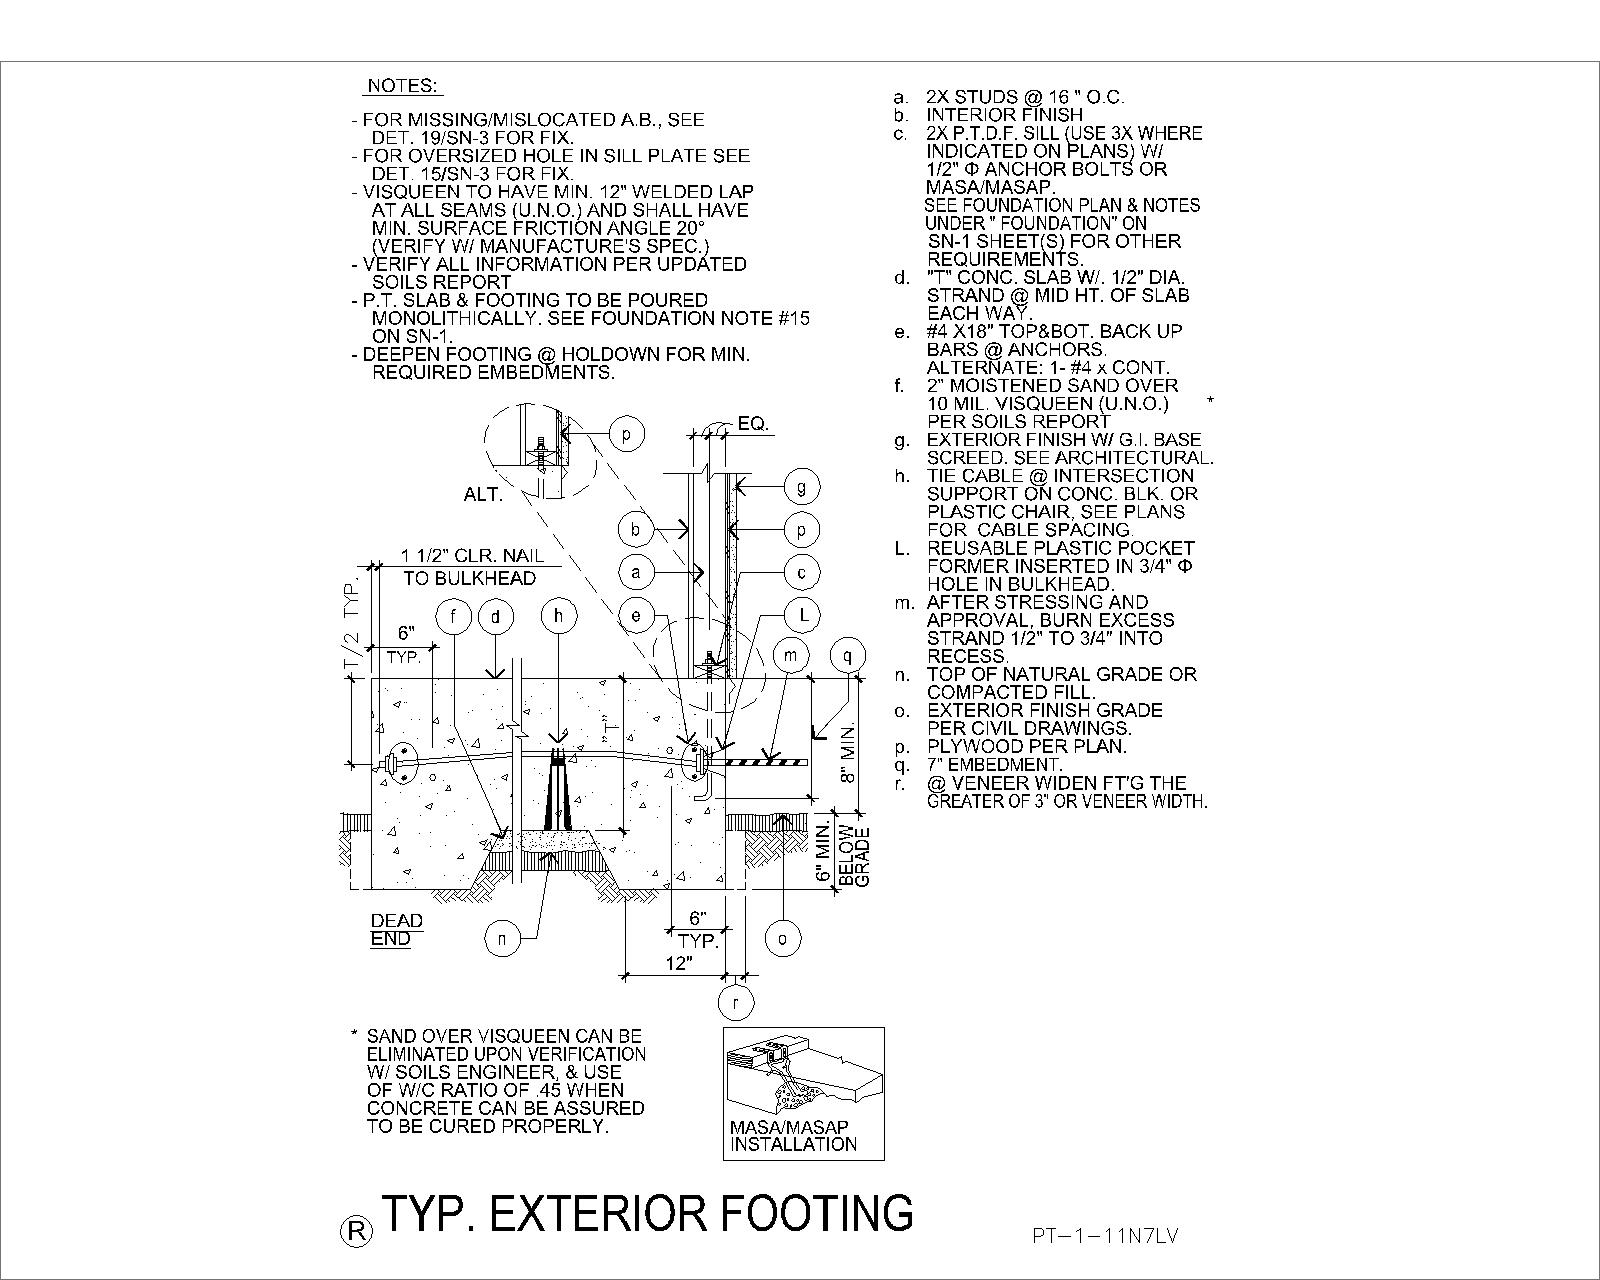 NOTES:
- FOR MISSING/MISLOCATED A.B., SEE
DET. 19/SN-3 FOR FIX.
- FOR OVERSIZED HOLE IN SILL PLATE SEE
DET. 15/SN-3 FOR FIX.
- VISQUEEN TO HAVE MIN. 12" WELDED LAP
AT ALL SEAMS (U.N.O.) AND SHALL HAVE
MIN. SURFACE FRICTION ANGLE 20°
(VERIFY W/ MANUFACTURE'S SPEC.)
- VERIFY ALL INFORMATION PER UPDATED
SOILS REPORT
- P.T. SLAB & FOOTING TO BE POURED
MONOLITHICALLY. SEE FOUNDATION NOTE #15
ON SN-1.
- DEEPEN FOOTING @ HOLDOWN FOR MIN.
REQUIRED EMBEDMENTS.
a. 2X STUDS @ 16 " O.C.
b. INTERIOR FINISH
c. 2X P.T.D.F. SILL (USE 3X WHERE
INDICATED ON PLANS) W/
1/2" Φ ANCHOR BOLTS OR
MASA/MASAP.
SEE FOUNDATION PLAN & NOTES
UNDER " FOUNDATION" ON
SN-1 SHEET(S) FOR OTHER
REQUIREMENTS.
d. "T" CONC. SLAB W/. 1/2" DIA.
STRAND @ MID HT. OF SLAB
EACH WAY.
e. #4 X18" TOP&BOT. BACK UP
BARS @ ANCHORS.
ALTERNATE: 1- #4 x CONT.
f. 2" MOISTENED SAND OVER
10 MIL. VISQUEEN (U.N.O.) *
PER SOILS REPORT
g. EXTERIOR FINISH W/ G.I. BASE
SCREED. SEE ARCHITECTURAL.
h. TIE CABLE @ INTERSECTION
SUPPORT ON CONC. BLK. OR
PLASTIC CHAIR, SEE PLANS
FOR CABLE SPACING.
L. REUSABLE PLASTIC POCKET
FORMER INSERTED IN 3/4" Φ
HOLE IN BULKHEAD.
m. AFTER STRESSING AND
APPROVAL, BURN EXCESS
STRAND 1/2" TO 3/4" INTO
RECESS.
n. TOP OF NATURAL GRADE OR
COMPACTED FILL.
o. EXTERIOR FINISH GRADE
PER CIVIL DRAWINGS.
p. PLYWOOD PER PLAN.
q. 7" EMBEDMENT.
r. @ VENEER WIDEN FT'G THE
GREATER OF 3" OR VENEER WIDTH.
p
EQ.
ALT.
g
b
p
1 1/2" CLR. NAIL
TO BULKHEAD
a
c
T/2 TYP.
f
d
h
e
L
6"
TYP.
m
q
"T"
8" MIN.
6" MIN.
BELOW
GRADE
DEAD
END
n
6"
TYP.
o
12"
r
* SAND OVER VISQUEEN CAN BE
ELIMINATED UPON VERIFICATION
W/ SOILS ENGINEER, & USE
OF W/C RATIO OF .45 WHEN
CONCRETE CAN BE ASSURED
TO BE CURED PROPERLY.
MASA/MASAP
INSTALLATION
R TYP. EXTERIOR FOOTING
PT-1-11N7LV